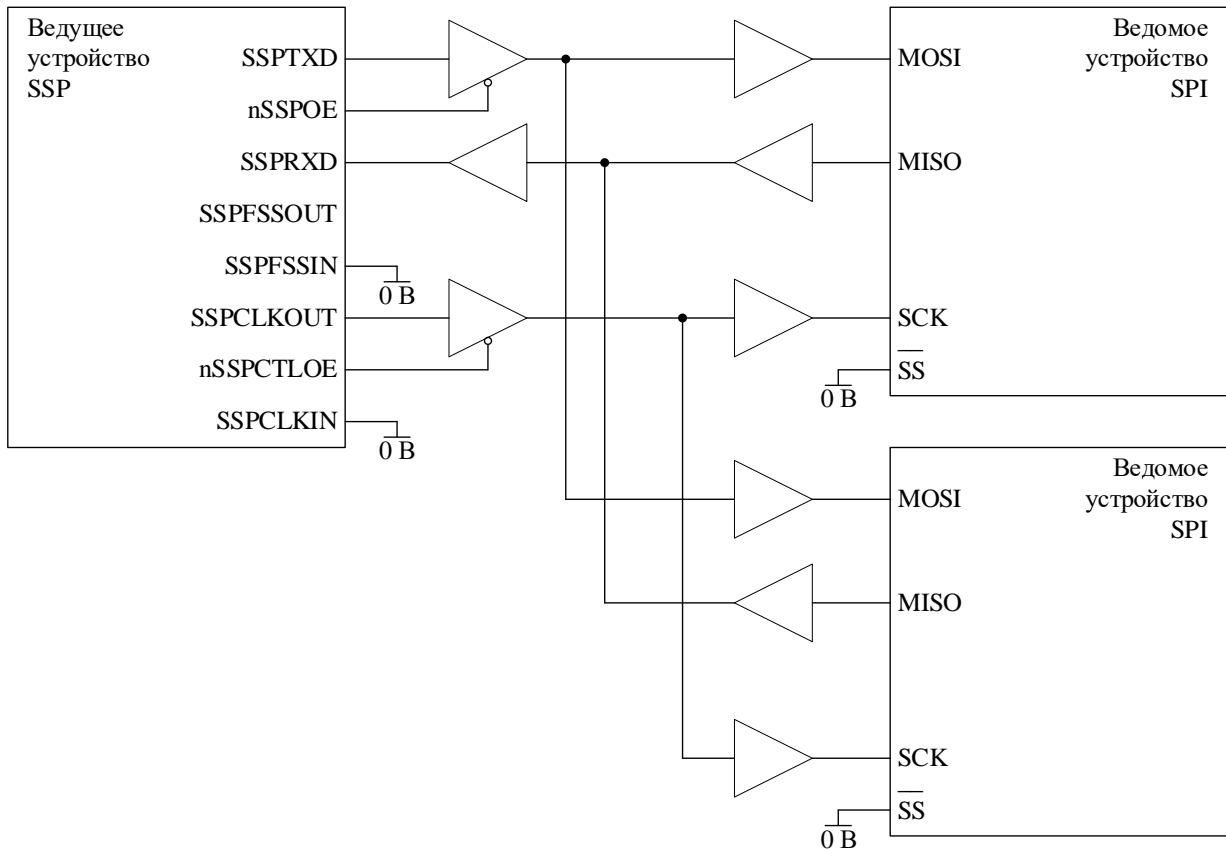 Ведущее
устройство
SSP
SSPTXD
nSSPOE
SSPRXD
SSPFSSOUT
SSPFSSIN
0 В
SSPCLKOUT
nSSPCTLOE
SSPCLKIN
0 В
Ведомое
устройство
SPI
MOSI
MISO
SCK
SS
0 В
Ведомое
устройство
SPI
MOSI
MISO
SCK
SS
0 В